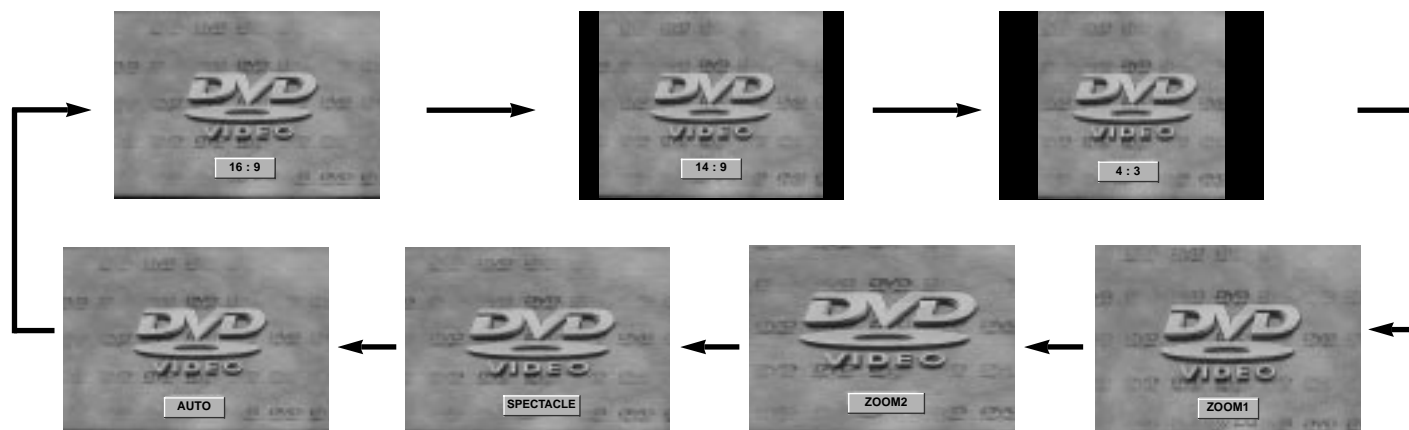 DVD
VIDEO
16 : 9
DVD
VIDEO
14 : 9
DVD
VIDEO
4 : 3
DVD
VIDEO
ZOOM1
DVD
VIDEO
ZOOM2
DVD
VIDEO
SPECTACLE
DVD
VIDEO
AUTO